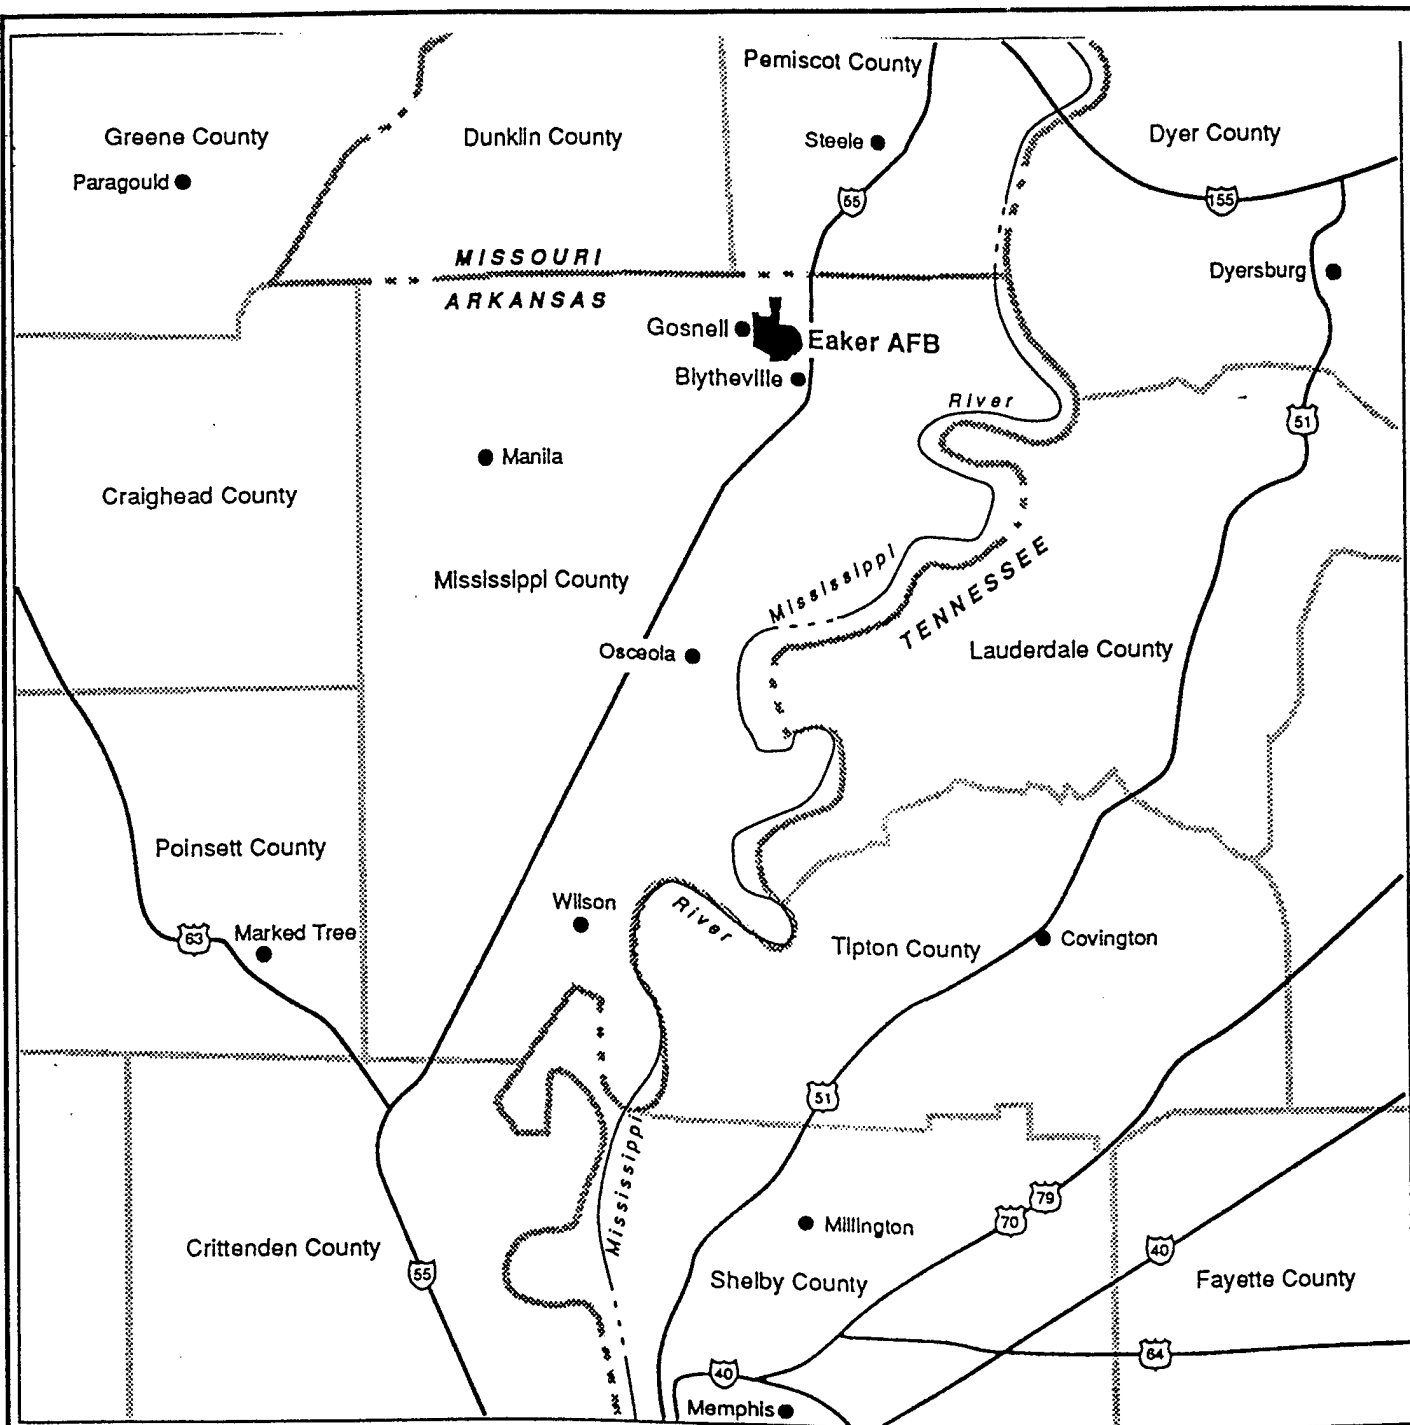 Pemiscot County
Greene County
Dunklin County
Steele
Dyer County
Paragould
55
155
MISSOURI
Dyersburg
ARKANSAS
Gosnell
Eaker AFB
Blytheville
River
51
Manila
Craighead County
Mississippi County
Mississippi
TENNESSEE
Osceola
Lauderdale County
Poinsett County
Wilson
River
63
Marked Tree
Tipton County
Covington
51
Mississippi
79
70
Millington
40
Crittenden County
55
Shelby County
Fayette County
64
40
Memphis